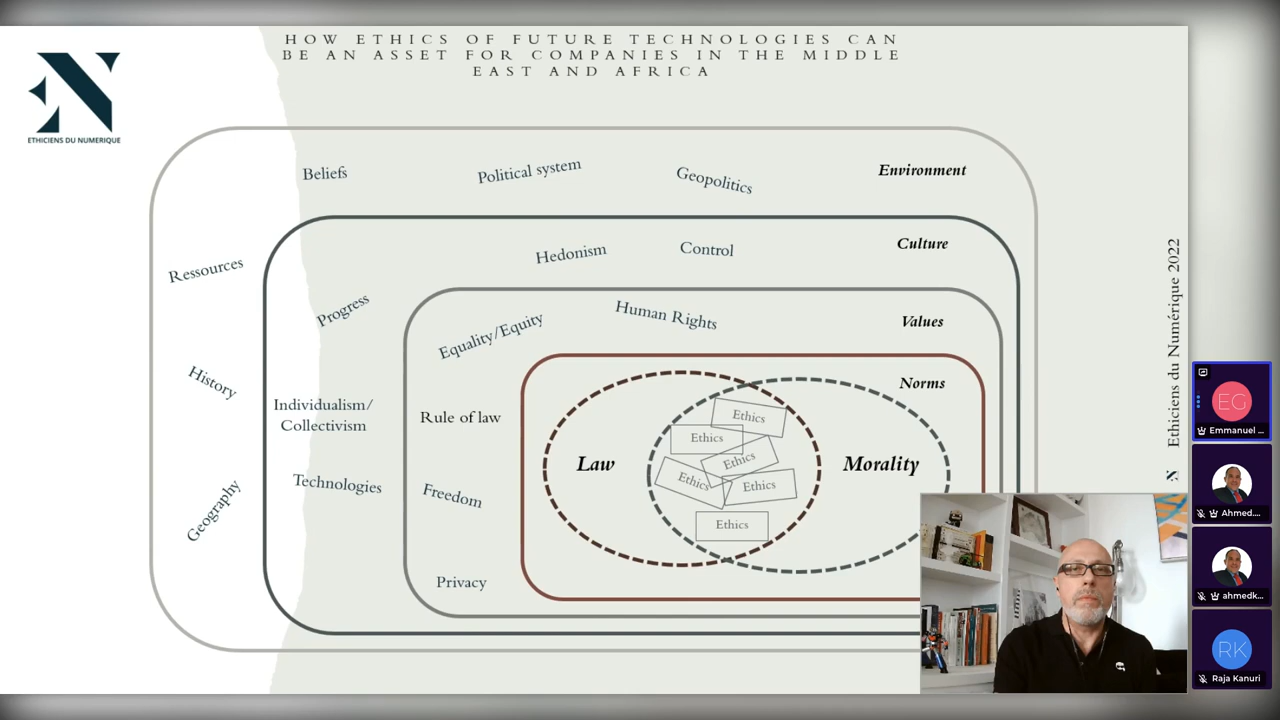 HOW ETHICS OF FUTURE TECHNOLOGIES CAN
BE AN ASSET FOR COMPANIES IN THE MIDDLE
EAST AND AFRICA
N
ETHICIENS DU NUMERIQUE
Beliefs
Political system
Geopolitics
Environment
Ressources
Hedonism
Control
Culture
Progress
Equality/Equity
Human Rights
Values
History
Individualism/
Collectivism
Rule of law
Norms
Law
Morality
Ethics
Ethics
Ethics
Ethics
Ethics
Ethics
Technologies
Freedom
Geography
Privacy
Ethiciens du Numérique 2022
N
EG
Emmanuel ...
Ahmed....
ahmedk...
RK
Raja Kanuri